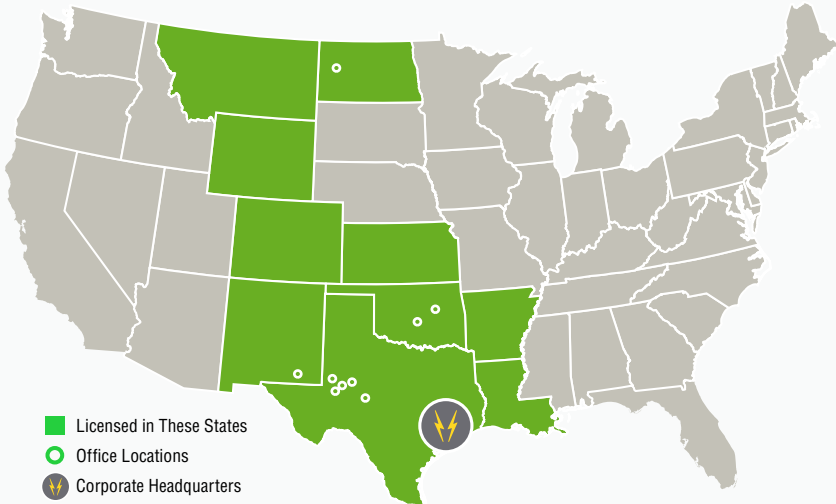 Licensed in These States
Office Locations
Corporate Headquarters